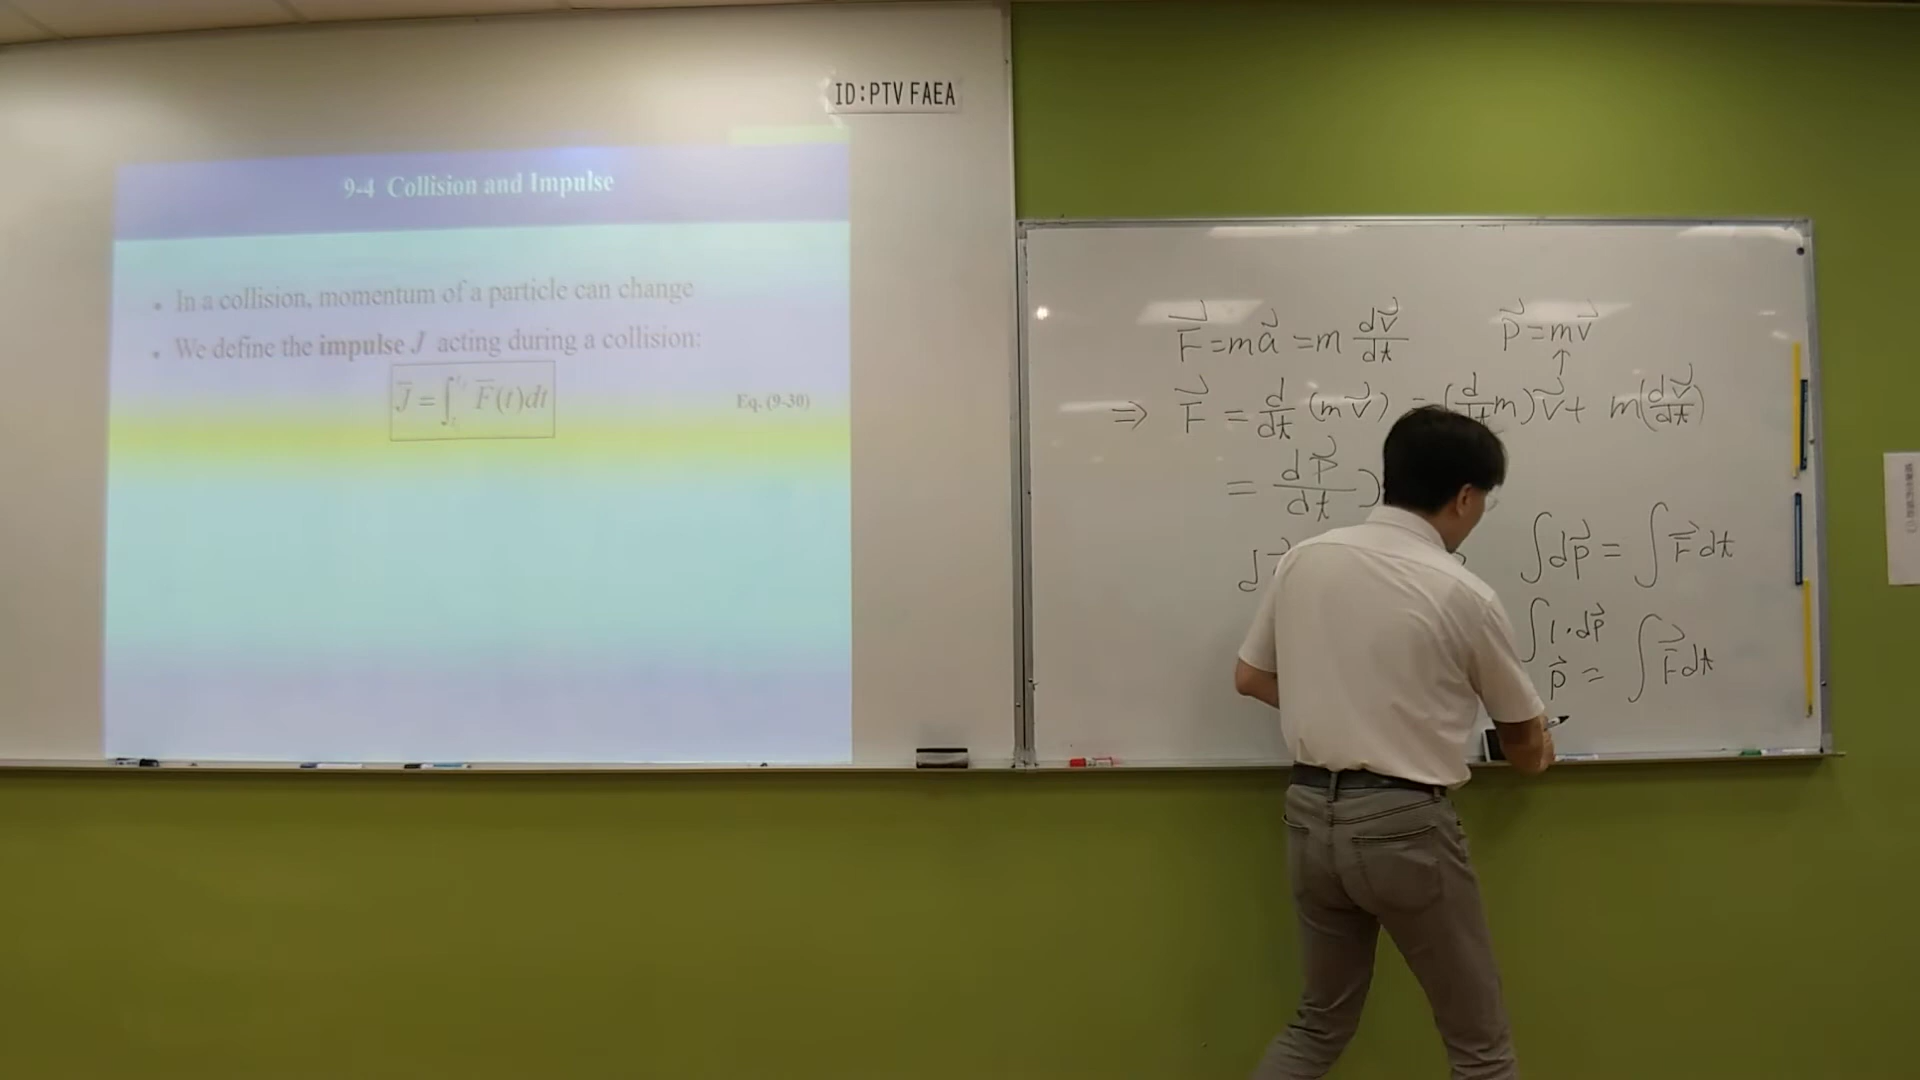 ID:PTV FAEA
9-4 Collision and Impulse
• In a collision, momentum of a particle can change
• We define the impulse J acting during a collision:
J⃗ = ∫ F⃗(t)dt
Eq. (9-30)
F⃗ = ma⃗ = m dv⃗/dt
p⃗ = mv⃗
↑
⇒ F⃗ = d/dt (mv⃗) = (d/dt m)v⃗ + m(dv⃗/dt)
= dp⃗/dt
∫dp⃗ = ∫F⃗dt
∫1·dp⃗
p⃗ = ∫F⃗dt